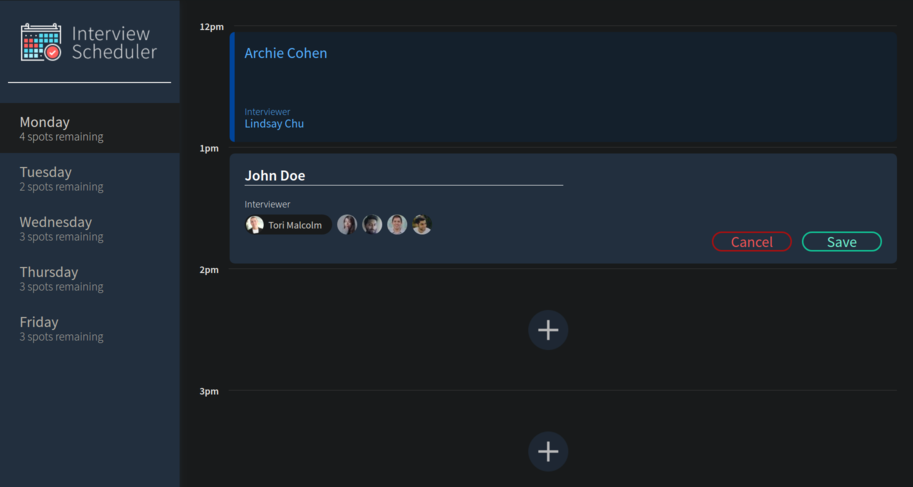 Interview
Scheduler
Monday
4 spots remaining
Tuesday
2 spots remaining
Wednesday
3 spots remaining
Thursday
3 spots remaining
Friday
3 spots remaining
12pm
Archie Cohen
Interviewer
Lindsay Chu
1pm
John Doe
Interviewer
Tori Malcolm
Cancel Save
2pm
3pm